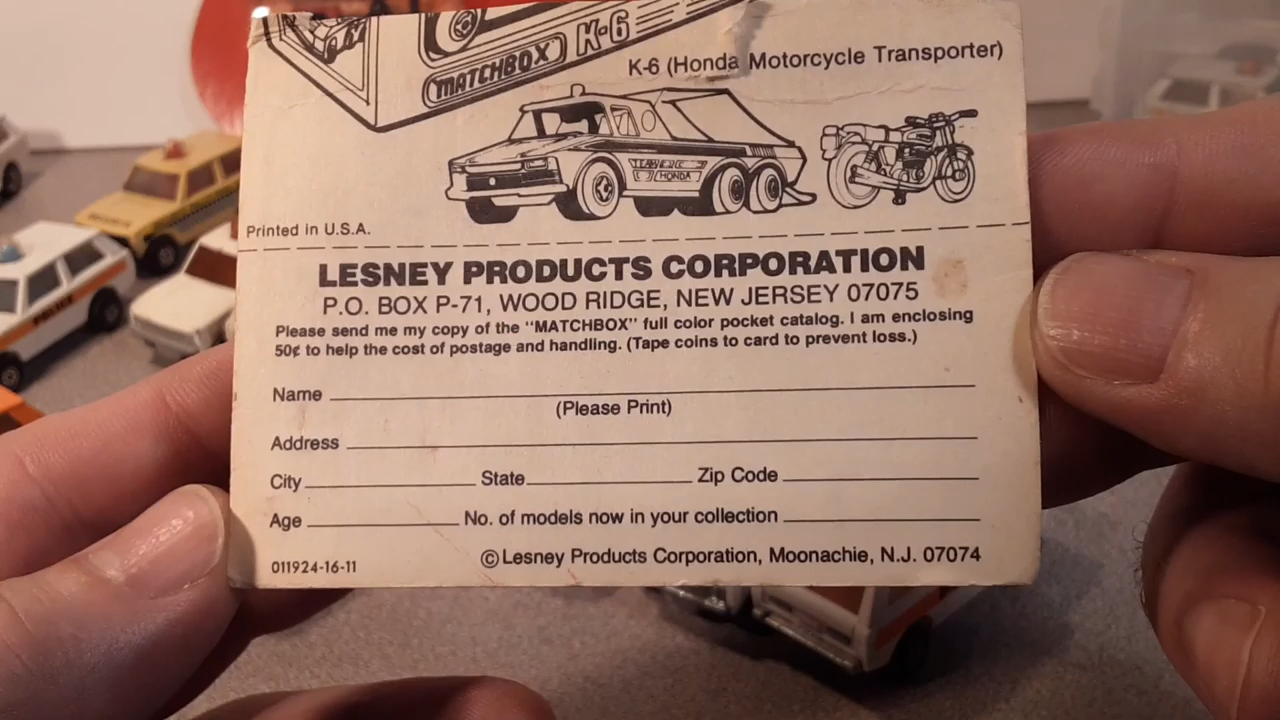 MATCHBOX K-6
K-6 (Honda Motorcycle Transporter)
HONDA
Printed in U.S.A.
LESNEY PRODUCTS CORPORATION
P.O. BOX P-71, WOOD RIDGE, NEW JERSEY 07075
Please send me my copy of the "MATCHBOX" full color pocket catalog. I am enclosing
50¢ to help the cost of postage and handling. (Tape coins to card to prevent loss.)
Name
(Please Print)
Address
City State Zip Code
Age No. of models now in your collection
011924-16-11 ©Lesney Products Corporation, Moonachie, N.J. 07074
POLICE